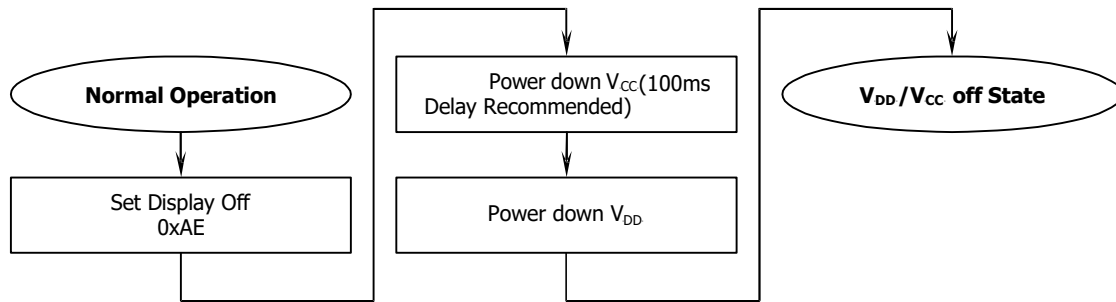 Normal Operation
Set Display Off
0xAE
Power down VCC(100ms
Delay Recommended)
Power down VDD
VDD/VCC off State